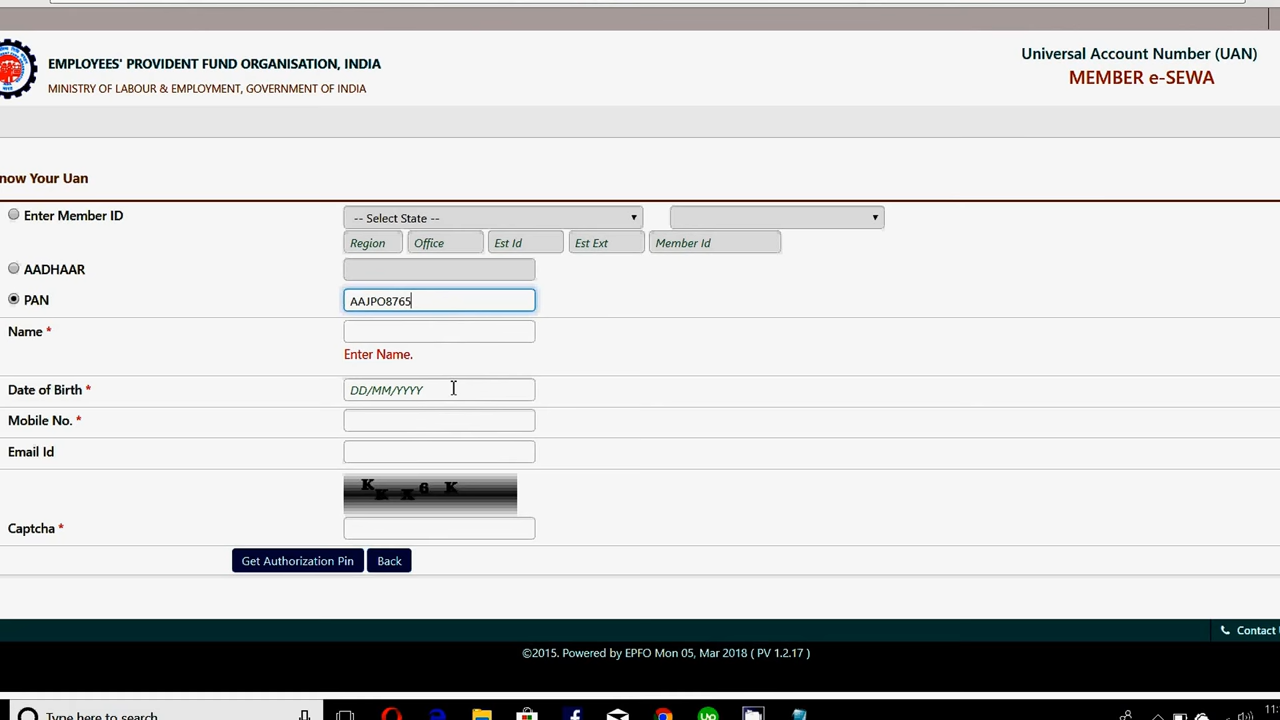 EMPLOYEES' PROVIDENT FUND ORGANISATION, INDIA
MINISTRY OF LABOUR & EMPLOYMENT, GOVERNMENT OF INDIA
Universal Account Number (UAN)
MEMBER e-SEWA
now Your Uan
Enter Member ID
-- Select State --
Region
Office
Est Id
Est Ext
Member Id
AADHAAR
PAN
AAJPO8765
Name *
Enter Name.
Date of Birth *
DD/MM/YYYY
Mobile No. *
Email Id
K K X 6 K
Captcha *
Get Authorization Pin
Back
Contact
©2015. Powered by EPFO Mon 05, Mar 2018 ( PV 1.2.17 )
Type here to search
11: